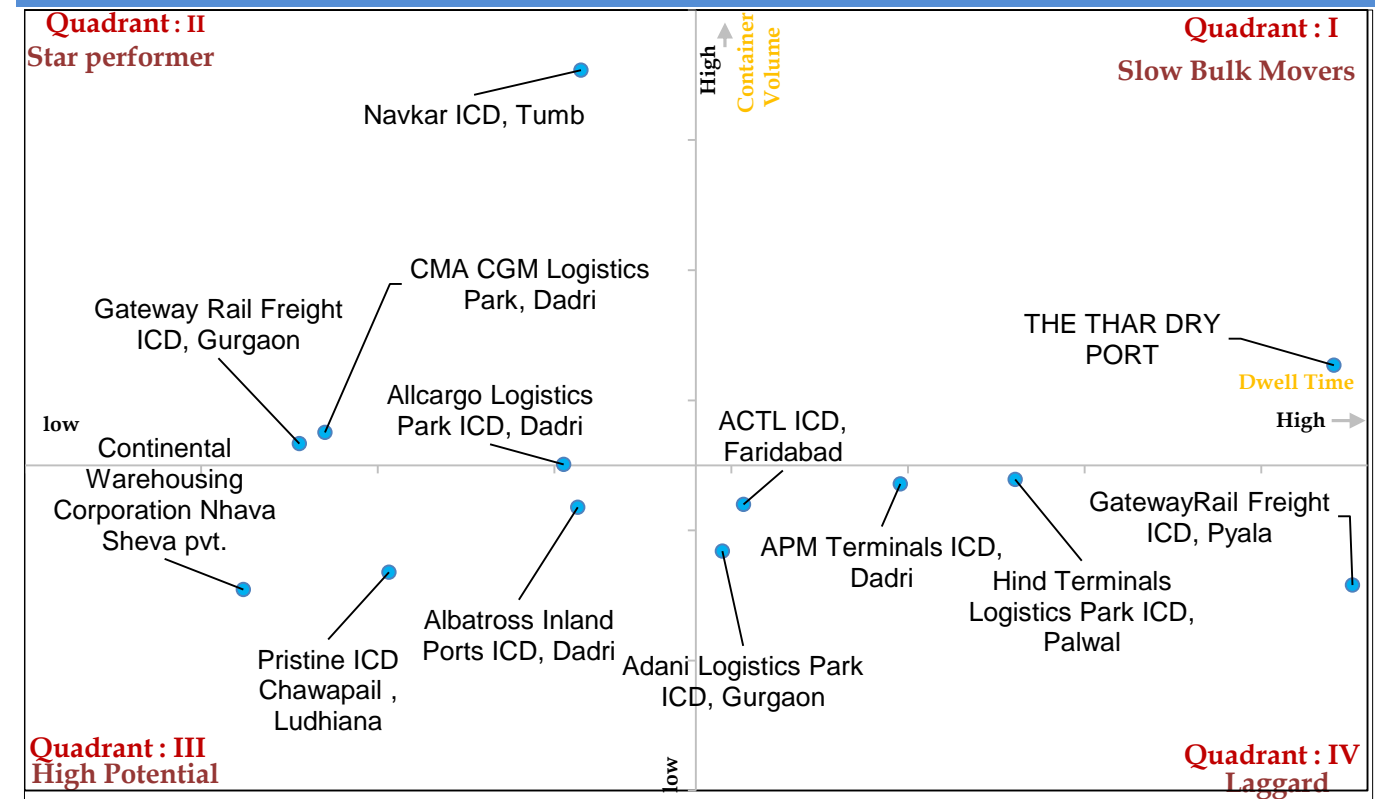 Quadrant : II
Star performer
Quadrant : I
Slow Bulk Movers
High
Container
Volume
Navkar ICD, Tumb
CMA CGM Logistics
Park, Dadri
Gateway Rail Freight
ICD, Gurgaon
THE THAR DRY
PORT
Dwell Time
High
Allcargo Logistics
Park ICD, Dadri
ACTL ICD,
Faridabad
low
Continental
Warehousing
Corporation Nhava
Sheva pvt.
GatewayRail Freight
ICD, Pyala
APM Terminals ICD,
Dadri
Hind Terminals
Logistics Park ICD,
Palwal
Albatross Inland
Ports ICD, Dadri
Adani Logistics Park
ICD, Gurgaon
Pristine ICD
Chawapail ,
Ludhiana
Quadrant : III
High Potential
low
Quadrant : IV
Laggard